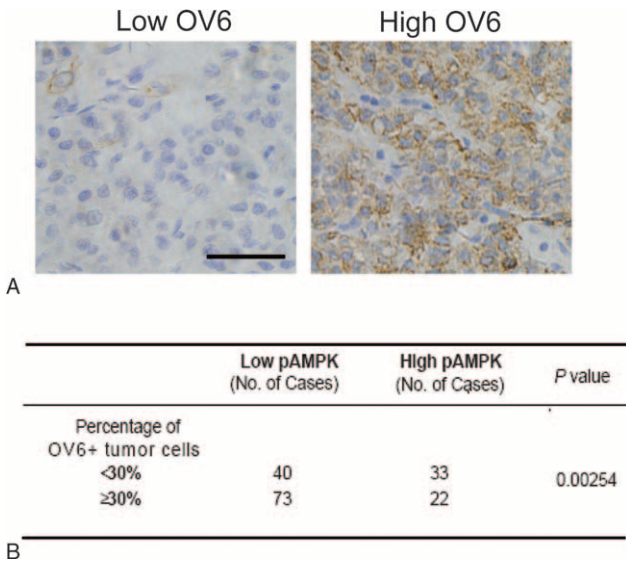 Low OV6 High OV6
A
Low pAMPK High pAMPK P value
(No. of Cases) (No. of Cases)
Percentage of
OV6+ tumor cells
<30% 40 33 0.00254
≥30% 73 22
B